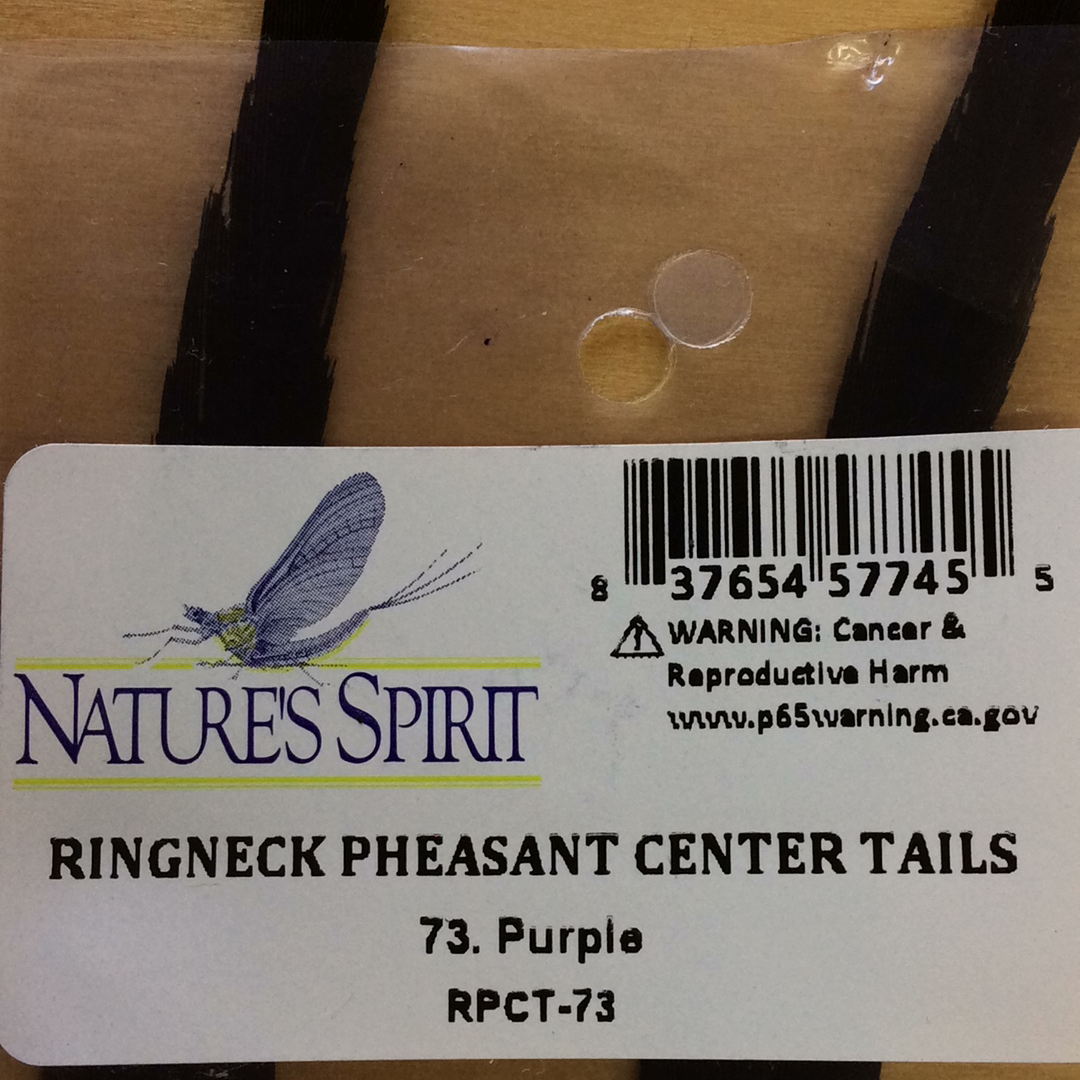 8 37654 57745 5
WARNING: Cancer &
Reproductive Harm
www.p65warning.ca.gov
NATURE'S SPIRIT
RINGNECK PHEASANT CENTER TAILS
73. Purple
RPCT-73